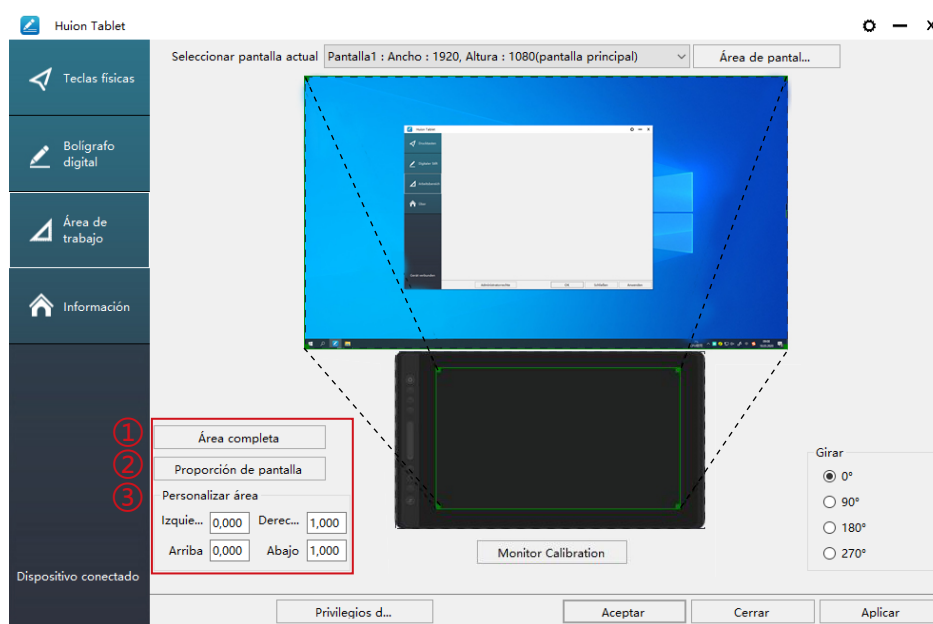 Huion Tablet
Seleccionar pantalla actual Pantalla1 : Ancho : 1920, Altura : 1080(pantalla principal) Área de pantal...
Teclas físicas
Bolígrafo
digital
Área de
trabajo
Información
Dispositivo conectado
Huion Tablet
① Área completa
② Proporción de pantalla
③ Personalizar área
Izquie... 0,000 Derec... 1,000
Arriba 0,000 Abajo 1,000
Monitor Calibration
Girar
0°
90°
180°
270°
Privilegios d... Aceptar Cerrar Aplicar